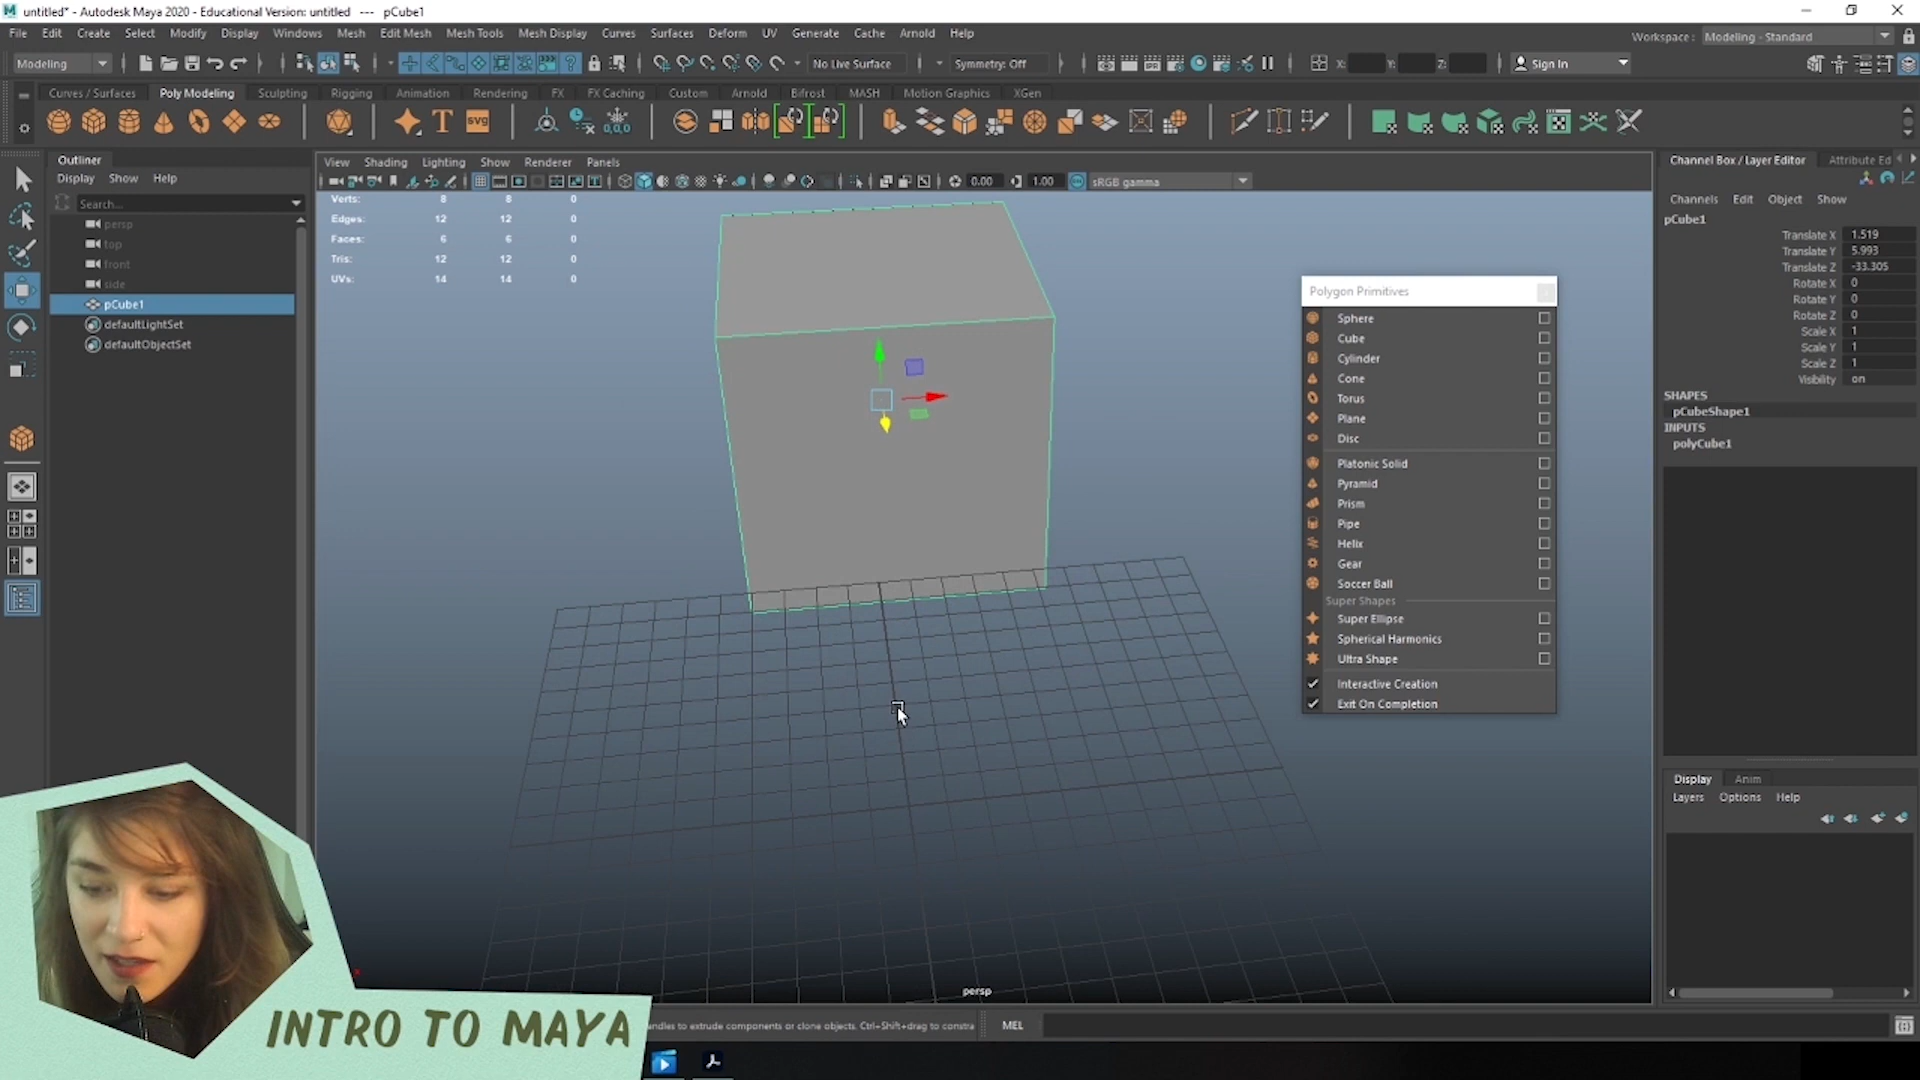 untitled* - Autodesk Maya 2020 - Educational Version: untitled --- pCube1
File Edit Create Select Modify Display Windows Mesh Edit Mesh Mesh Tools Mesh Display Curves Surfaces Deform UV Generate Cache Arnold Help
Workspace : Modeling - Standard
Modeling No Live Surface Symmetry: Off X: Y: Z: Sign In
Curves / Surfaces Poly Modeling Sculpting Rigging Animation Rendering FX FX Caching Custom Arnold Bifrost MASH Motion Graphics XGen
T SVG 0,0,0
Outliner
Display Show Help
Search...
persp
top
front
side
pCube1
defaultLightSet
defaultObjectSet
View Shading Lighting Show Renderer Panels
0.00 1.00 sRGB gamma
Verts: 8 8 0
Edges: 12 12 0
Faces: 6 6 0
Tris: 12 12 0
UVs: 14 14 0
persp
Polygon Primitives
Sphere
Cube
Cylinder
Cone
Torus
Plane
Disc
Platonic Solid
Pyramid
Prism
Pipe
Helix
Gear
Soccer Ball
Super Shapes
Super Ellipse
Spherical Harmonics
Ultra Shape
Interactive Creation
Exit On Completion
Channel Box / Layer Editor Attribute Ed
Channels Edit Object Show
pCube1
Translate X 1.519
Translate Y 5.993
Translate Z -33.305
Rotate X 0
Rotate Y 0
Rotate Z 0
Scale X 1
Scale Y 1
Scale Z 1
Visibility on
SHAPES
pCubeShape1
INPUTS
polyCube1
Display Anim
Layers Options Help
andles to extrude components or clone objects. Ctrl+Shift+drag to constra
MEL
INTRO TO MAYA